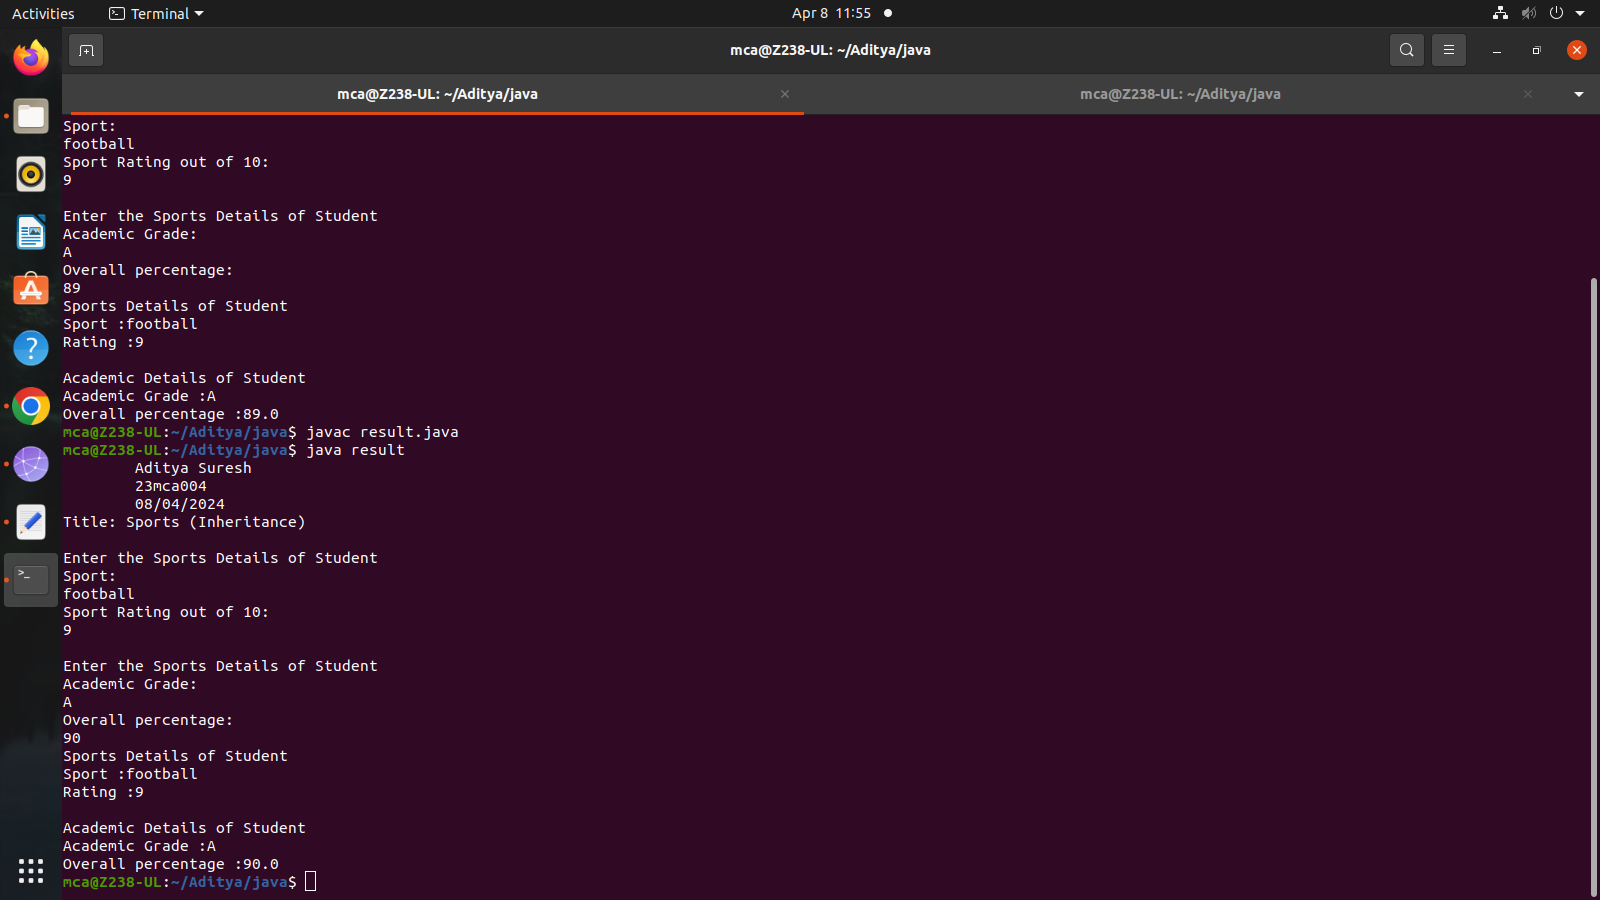 Activities
Terminal
Apr 8 11:55
mca@Z238-UL: ~/Aditya/java
mca@Z238-UL: ~/Aditya/java
mca@Z238-UL: ~/Aditya/java
Sport:
football
Sport Rating out of 10:
9
Enter the Sports Details of Student
Academic Grade:
A
Overall percentage:
89
Sports Details of Student
Sport :football
Rating :9
Academic Details of Student
Academic Grade :A
Overall percentage :89.0
mca@Z238-UL:~/Aditya/java$ javac result.java
mca@Z238-UL:~/Aditya/java$ java result
Aditya Suresh
23mca004
08/04/2024
Title: Sports (Inheritance)
Enter the Sports Details of Student
Sport:
football
Sport Rating out of 10:
9
Enter the Sports Details of Student
Academic Grade:
A
Overall percentage:
90
Sports Details of Student
Sport :football
Rating :9
Academic Details of Student
Academic Grade :A
Overall percentage :90.0
mca@Z238-UL:~/Aditya/java$